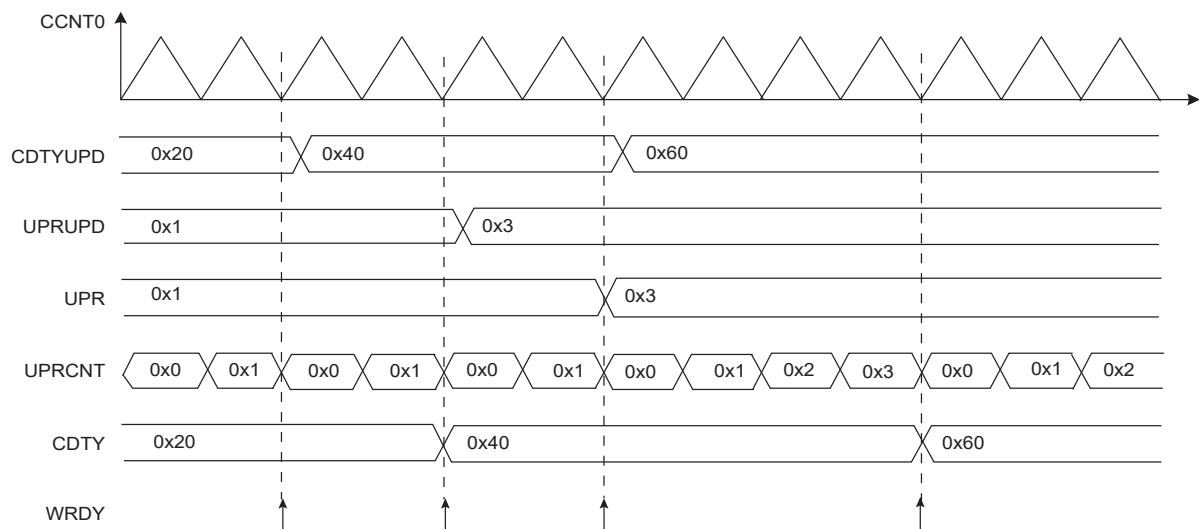 CCNT0
CDTYUPD 0x20 0x40 0x60
UPRUPD 0x1 0x3
UPR 0x1 0x3
UPRCNT 0x0 0x1 0x0 0x1 0x0 0x1 0x0 0x1 0x2 0x3 0x0 0x1 0x2
CDTY 0x20 0x40 0x60
WRDY